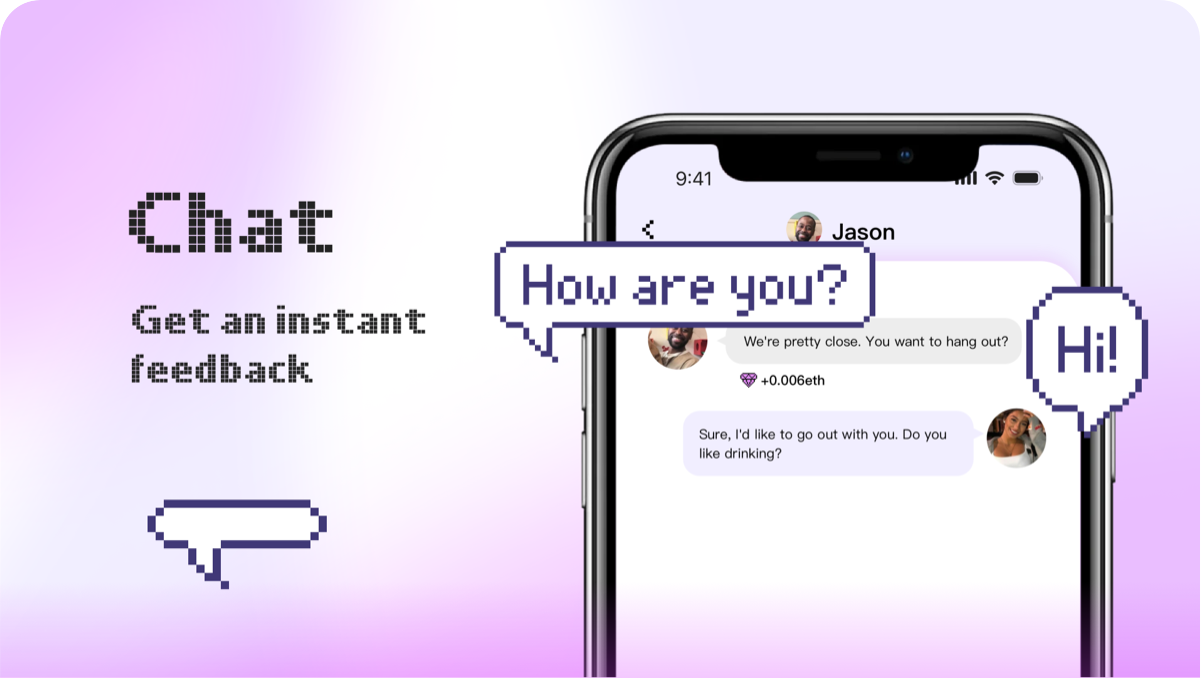 Chat
Get an instant
feedback
9:41
Jason
How are you?
Hi!
We're pretty close. You want to hang out?
+0.006eth
Sure, I'd like to go out with you. Do you
like drinking?